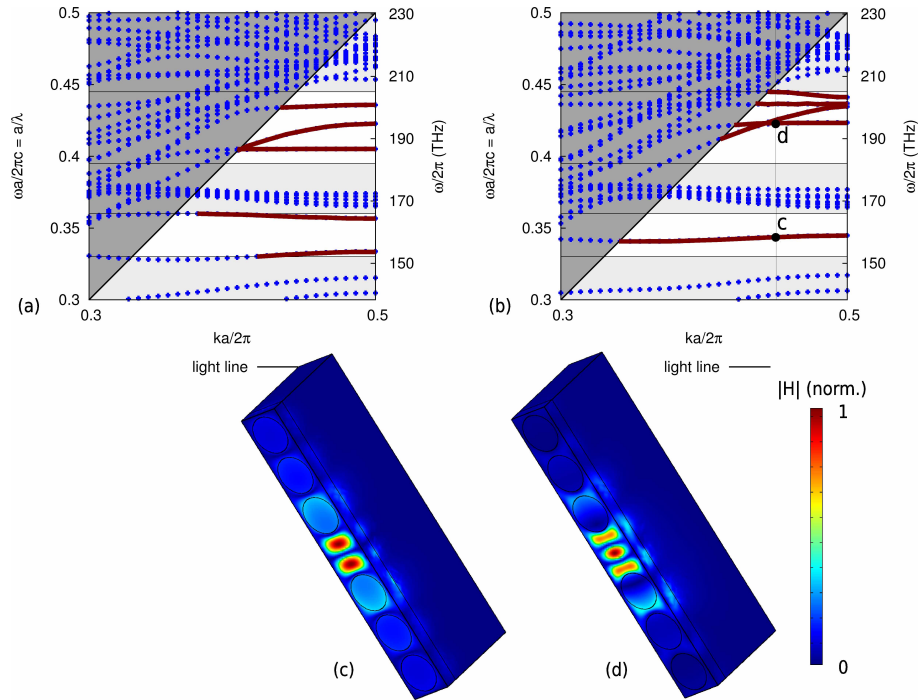 0.5
0.45
0.4
0.35
0.3
ωa/2πc = a/λ
230
210
190
170
150
ω/2π (THz)
(a)
0.3
0.5
ka/2π
light line
0.5
0.45
0.4
0.35
0.3
ωa/2πc = a/λ
230
210
190
170
150
ω/2π (THz)
d
c
(b)
0.3
0.5
ka/2π
light line
|H| (norm.)
1
0
(c)
(d)